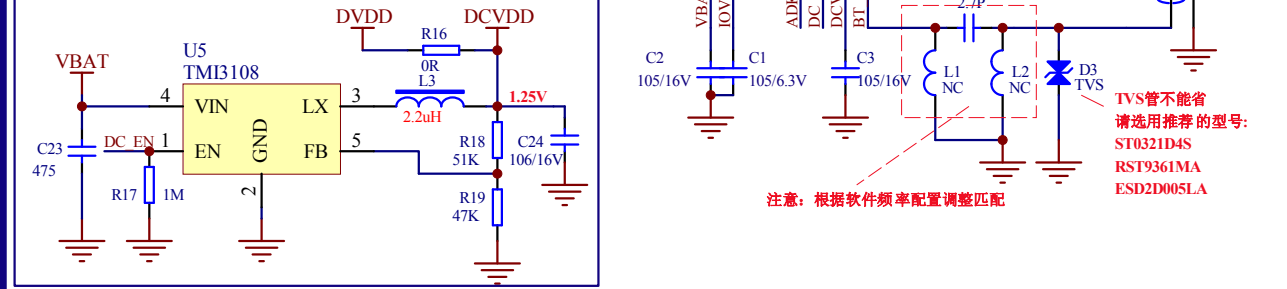 DVDD
DCVDD
R16
0R
U5
TMI3108
VBAT
L3
2.2uH
1.25V
4
VIN
LX
3
DC_EN
1
EN
GND
FB
5
2
C23
475
R17
1M
R18
51K
C24
106/16V
R19
47K
C2
105/16V
C1
105/6.3V
C3
105/16V
L1
NC
L2
NC
D3
TVS
TVS管不能省
请选用推荐的型号:
ST0321D4S
RST9361MA
ESD2D005LA
注意：根据软件频率配置调整匹配